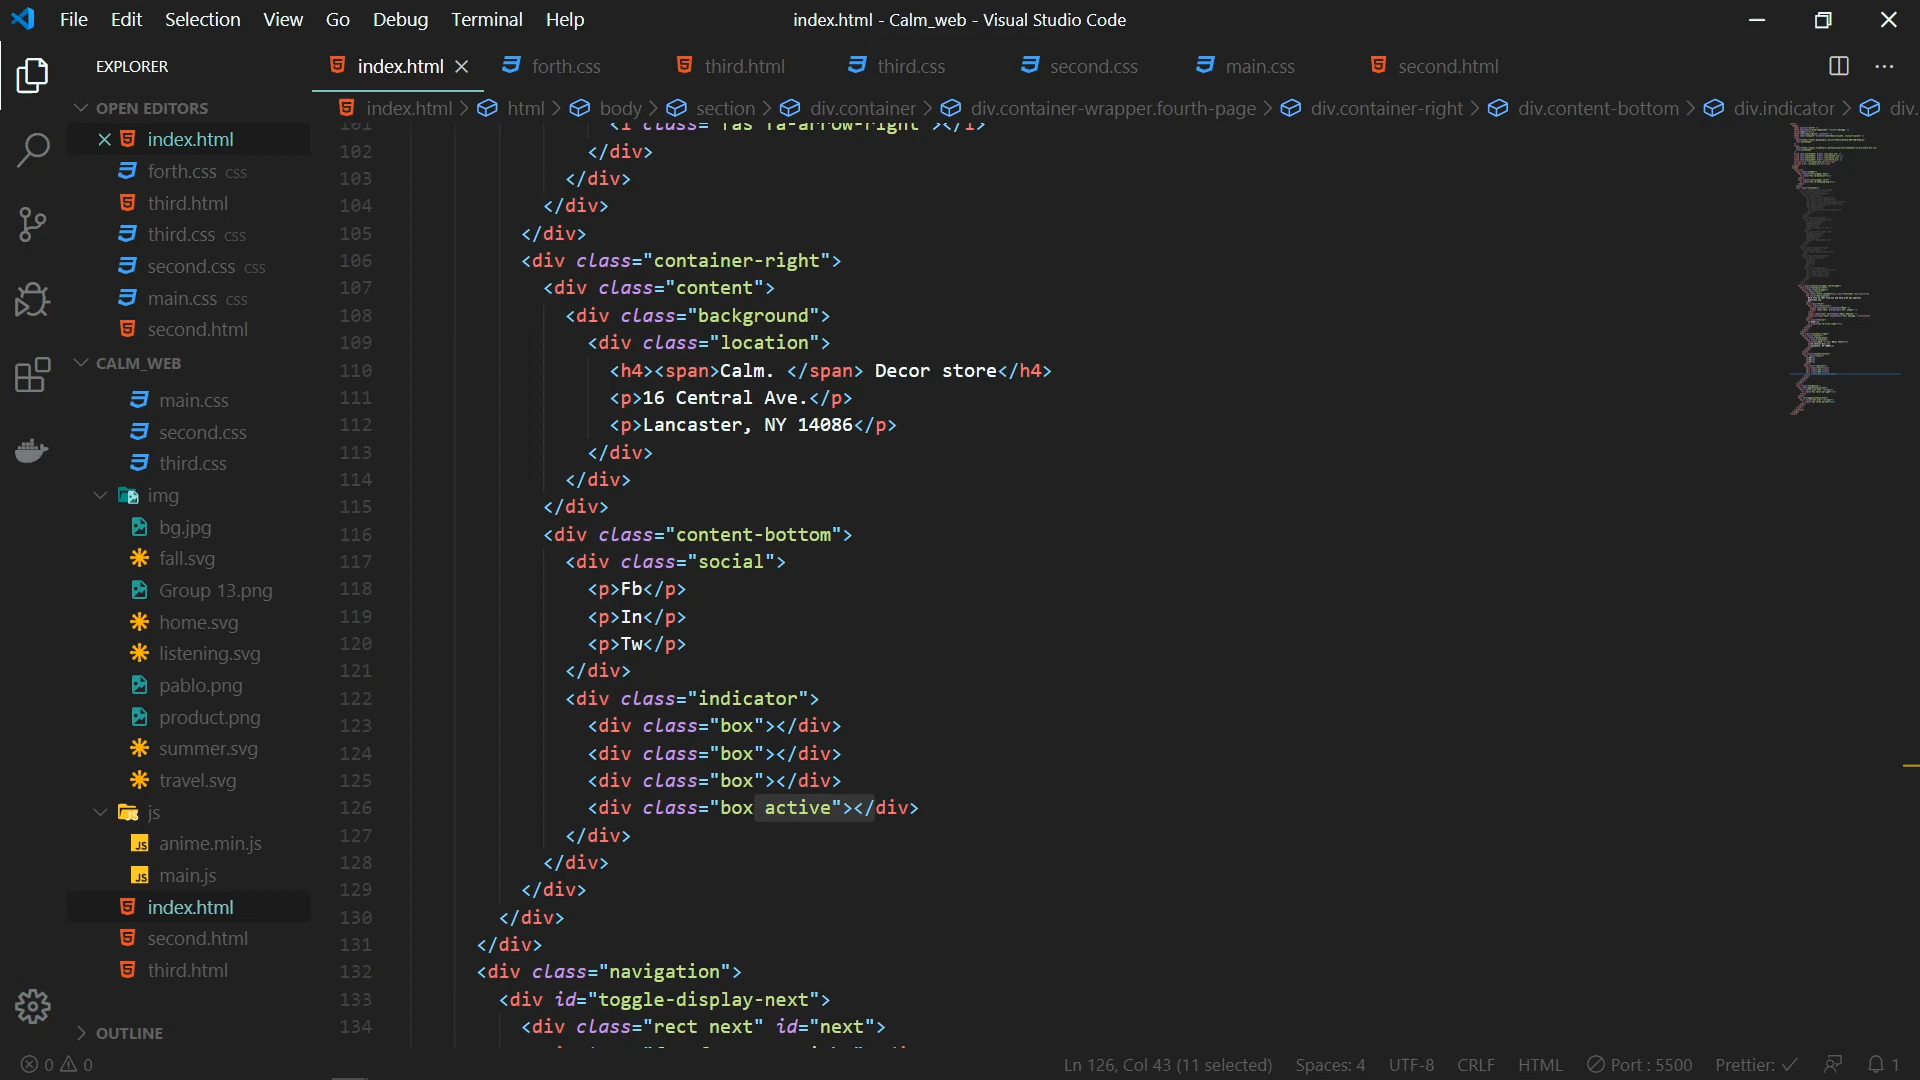 File Edit Selection View Go Debug Terminal Help
index.html - Calm_web - Visual Studio Code
EXPLORER
OPEN EDITORS
index.html
forth.css css
third.html
third.css css
second.css css
main.css css
second.html
CALM_WEB
main.css
second.css
third.css
img
bg.jpg
fall.svg
Group 13.png
home.svg
listening.svg
pablo.png
product.png
summer.svg
travel.svg
js
anime.min.js
main.js
index.html
second.html
third.html
OUTLINE
index.html forth.css third.html third.css second.css main.css second.html
index.html > html > body > section > div.container > div.container-wrapper.fourth-page > div.container-right > div.content-bottom > div.indicator > div.
101 <i class="fas fa-arrow-right"></i>
102 </div>
103 </div>
104 </div>
105 </div>
106 <div class="container-right">
107 <div class="content">
108 <div class="background">
109 <div class="location">
110 <h4><span>Calm. </span> Decor store</h4>
111 <p>16 Central Ave.</p>
112 <p>Lancaster, NY 14086</p>
113 </div>
114 </div>
115 </div>
116 <div class="content-bottom">
117 <div class="social">
118 <p>Fb</p>
119 <p>In</p>
120 <p>Tw</p>
121 </div>
122 <div class="indicator">
123 <div class="box"></div>
124 <div class="box"></div>
125 <div class="box"></div>
126 <div class="box active"></div>
127 </div>
128 </div>
129 </div>
130 </div>
131 </div>
132 <div class="navigation">
133 <div id="toggle-display-next">
134 <div class="rect next" id="next">
0 0
Ln 126, Col 43 (11 selected) Spaces: 4 UTF-8 CRLF HTML Port : 5500 Prettier: ✓ 1